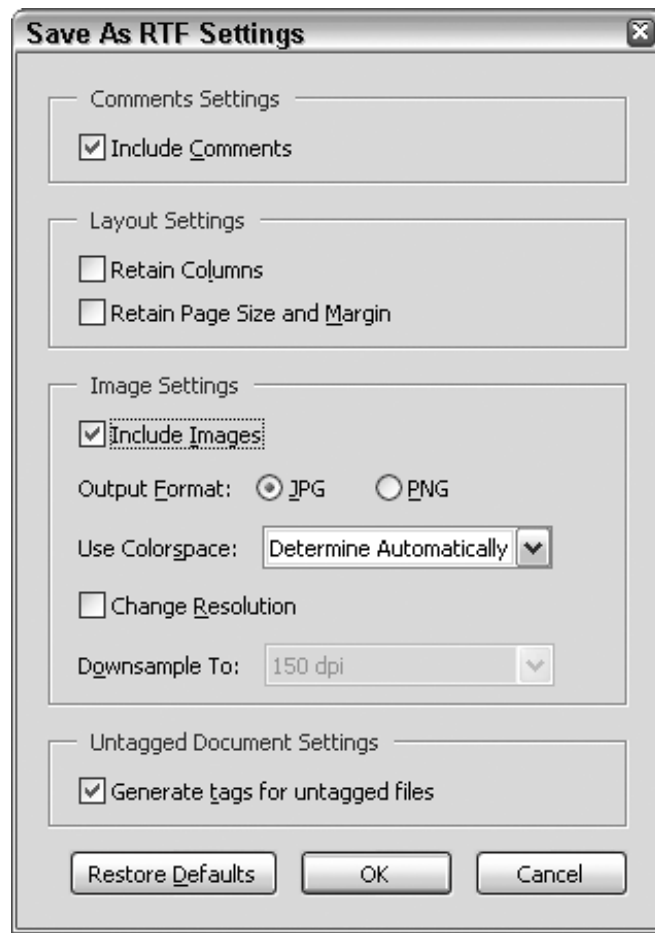 Save As RTF Settings
Comments Settings
Include Comments
Layout Settings
Retain Columns
Retain Page Size and Margin
Image Settings
Include Images
Output Format: JPG PNG
Use Colorspace: Determine Automatically
Change Resolution
Downsample To: 150 dpi
Untagged Document Settings
Generate tags for untagged files
Restore Defaults OK Cancel